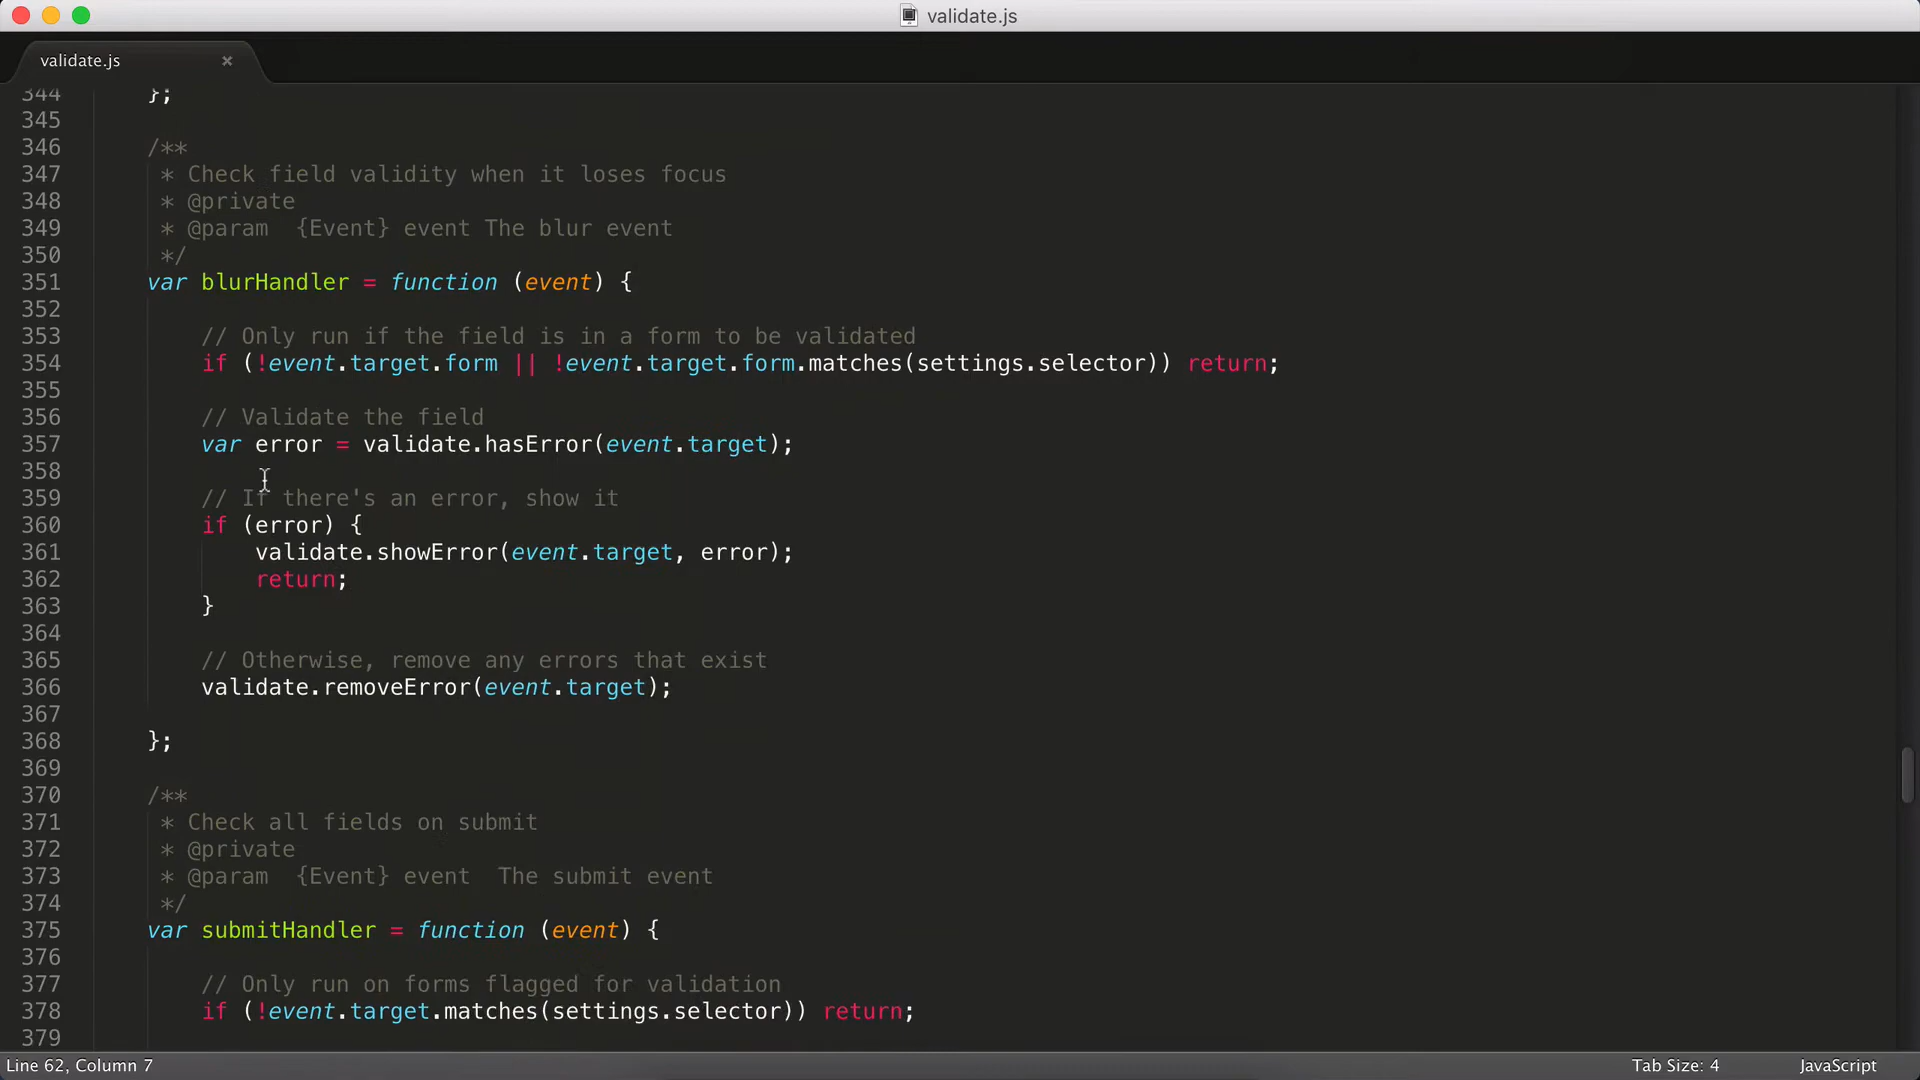 validate.js
validate.js ×
344 };
345
346 /**
347 * Check field validity when it loses focus
348 * @private
349 * @param  {Event} event The blur event
350 */
351 var blurHandler = function (event) {
352
353 // Only run if the field is in a form to be validated
354 if (!event.target.form || !event.target.form.matches(settings.selector)) return;
355
356 // Validate the field
357 var error = validate.hasError(event.target);
358
359 // If there's an error, show it
360 if (error) {
361 validate.showError(event.target, error);
362 return;
363 }
364
365 // Otherwise, remove any errors that exist
366 validate.removeError(event.target);
367
368 };
369
370 /**
371 * Check all fields on submit
372 * @private
373 * @param  {Event} event  The submit event
374 */
375 var submitHandler = function (event) {
376
377 // Only run on forms flagged for validation
378 if (!event.target.matches(settings.selector)) return;
379
Line 62, Column 7 Tab Size: 4 JavaScript